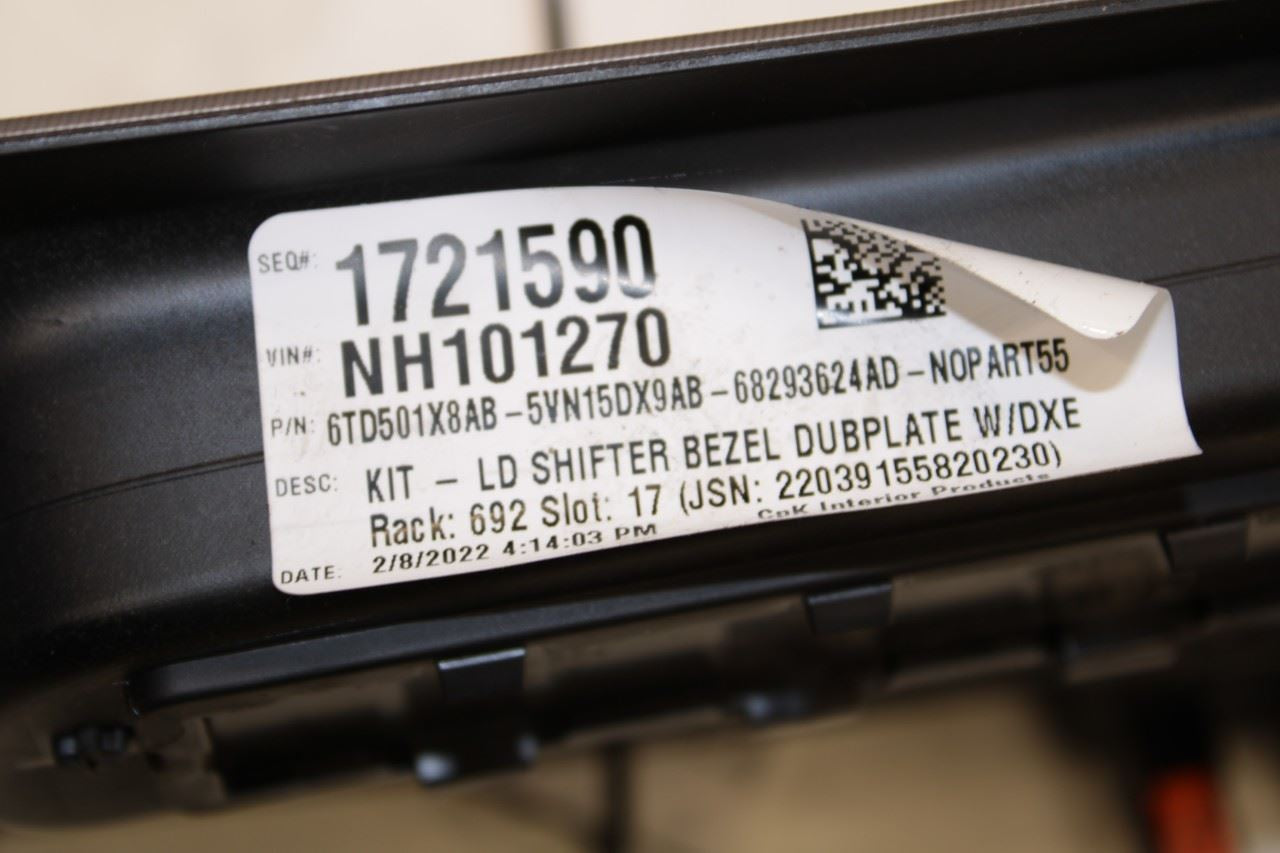 SEQ#: 1721590
VIN#: NH101270
P/N: 6TD501X8AB-5VN15DX9AB-68293624AD-NOPART55
DESC: KIT - LD SHIFTER BEZEL DUBPLATE W/DXE
Rack: 692 Slot: 17 (JSN: 22039155820230)
DATE: 2/8/2022 4:14:03 PM CpK Interior Products